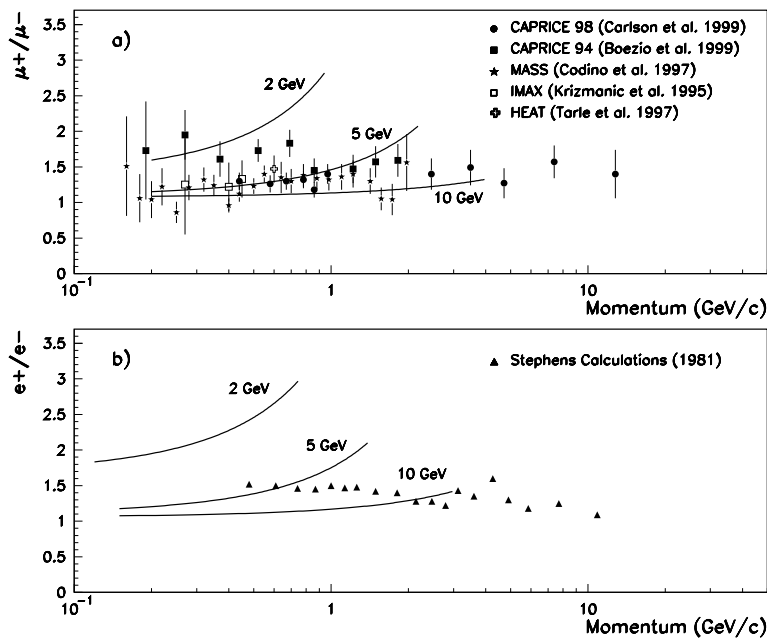 μ+/μ-
3.5
3
2.5
2
1.5
1
0.5
0
a)
2 GeV
5 GeV
10 GeV
CAPRICE 98 (Carlson et al. 1999)
CAPRICE 94 (Boezio et al. 1999)
MASS (Codino et al. 1997)
IMAX (Krizmanic et al. 1995)
HEAT (Tarle et al. 1997)
10-1
1
10
Momentum (GeV/c)
e+/e-
3.5
3
2.5
2
1.5
1
0.5
0
b)
2 GeV
5 GeV
10 GeV
Stephens Calculations (1981)
10-1
1
10
Momentum (GeV/c)